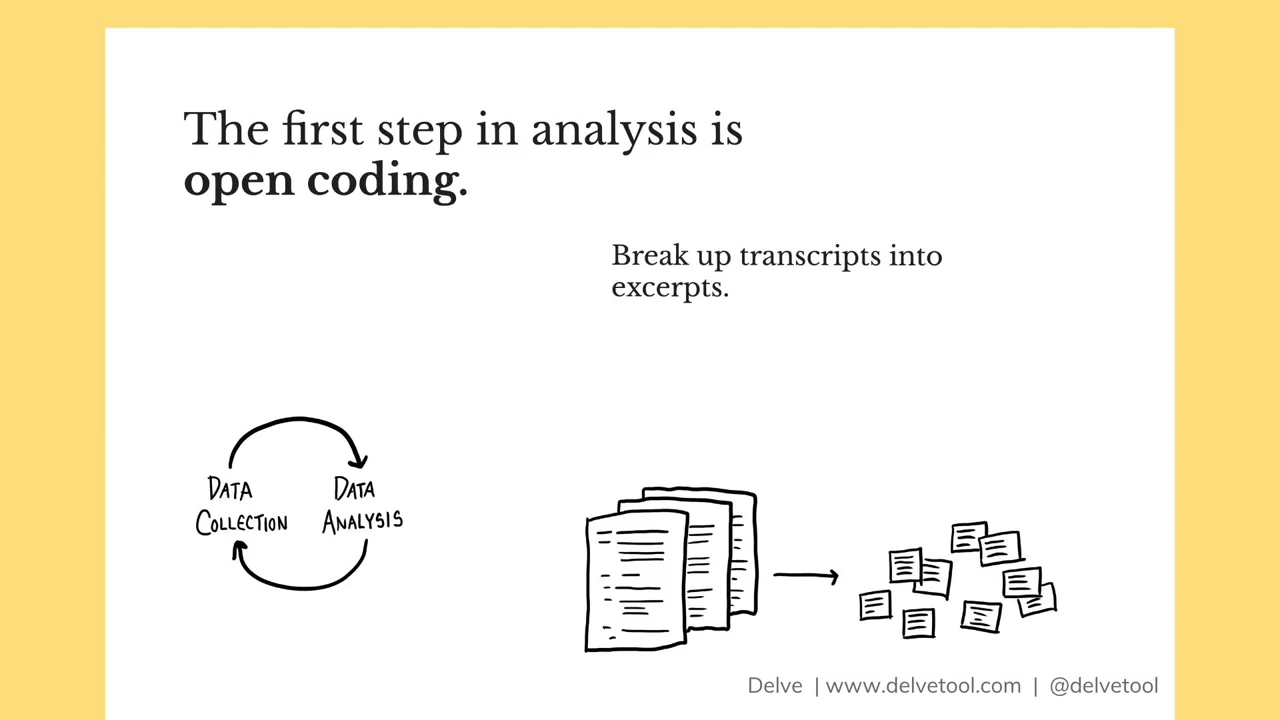 The first step in analysis is
open coding.
Break up transcripts into
excerpts.
DATA
COLLECTION
DATA
ANALYSIS
Delve | www.delvetool.com | @delvetool